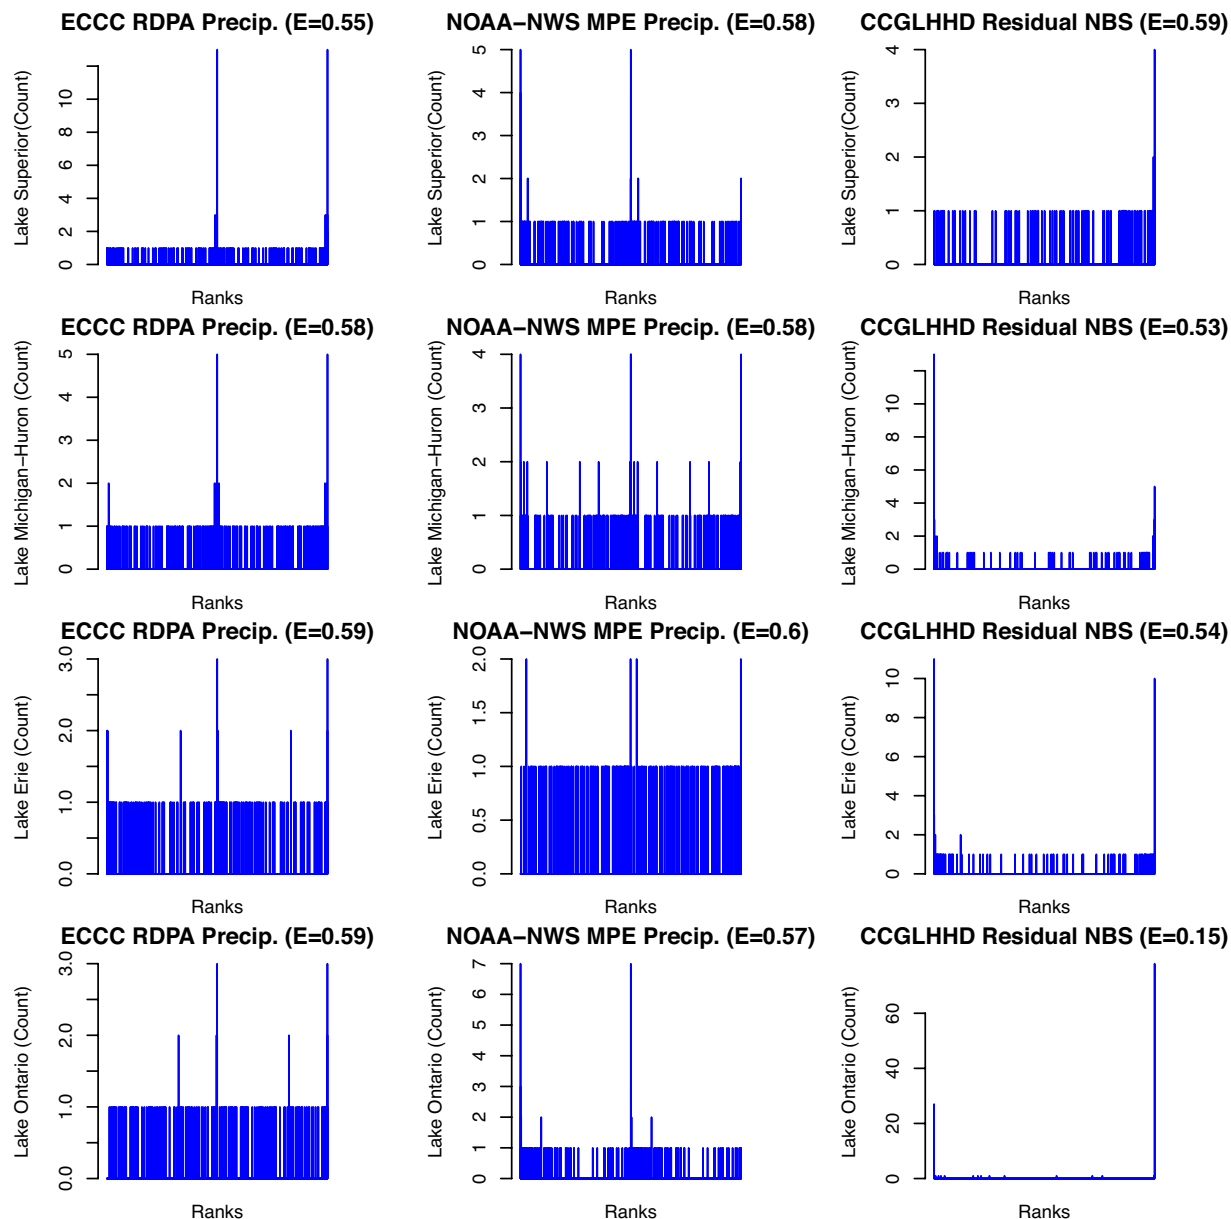 ECCC RDPA Precip. (E=0.55)
Lake Superior(Count)
0 2 4 6 8 10
Ranks
NOAA−NWS MPE Precip. (E=0.58)
Lake Superior(Count)
0 1 2 3 4 5
Ranks
CCGLHHD Residual NBS (E=0.59)
Lake Superior(Count)
0 1 2 3 4
Ranks
ECCC RDPA Precip. (E=0.58)
Lake Michigan−Huron (Count)
0 1 2 3 4 5
Ranks
NOAA−NWS MPE Precip. (E=0.58)
Lake Michigan−Huron (Count)
0 1 2 3 4
Ranks
CCGLHHD Residual NBS (E=0.53)
Lake Michigan−Huron (Count)
0 2 4 6 8 10
Ranks
ECCC RDPA Precip. (E=0.59)
Lake Erie (Count)
0.0 1.0 2.0 3.0
Ranks
NOAA−NWS MPE Precip. (E=0.6)
Lake Erie (Count)
0.0 0.5 1.0 1.5 2.0
Ranks
CCGLHHD Residual NBS (E=0.54)
Lake Erie (Count)
0 2 4 6 8 10
Ranks
ECCC RDPA Precip. (E=0.59)
Lake Ontario (Count)
0.0 1.0 2.0 3.0
Ranks
NOAA−NWS MPE Precip. (E=0.57)
Lake Ontario (Count)
0 1 2 3 4 5 6 7
Ranks
CCGLHHD Residual NBS (E=0.15)
Lake Ontario (Count)
0 20 40 60
Ranks